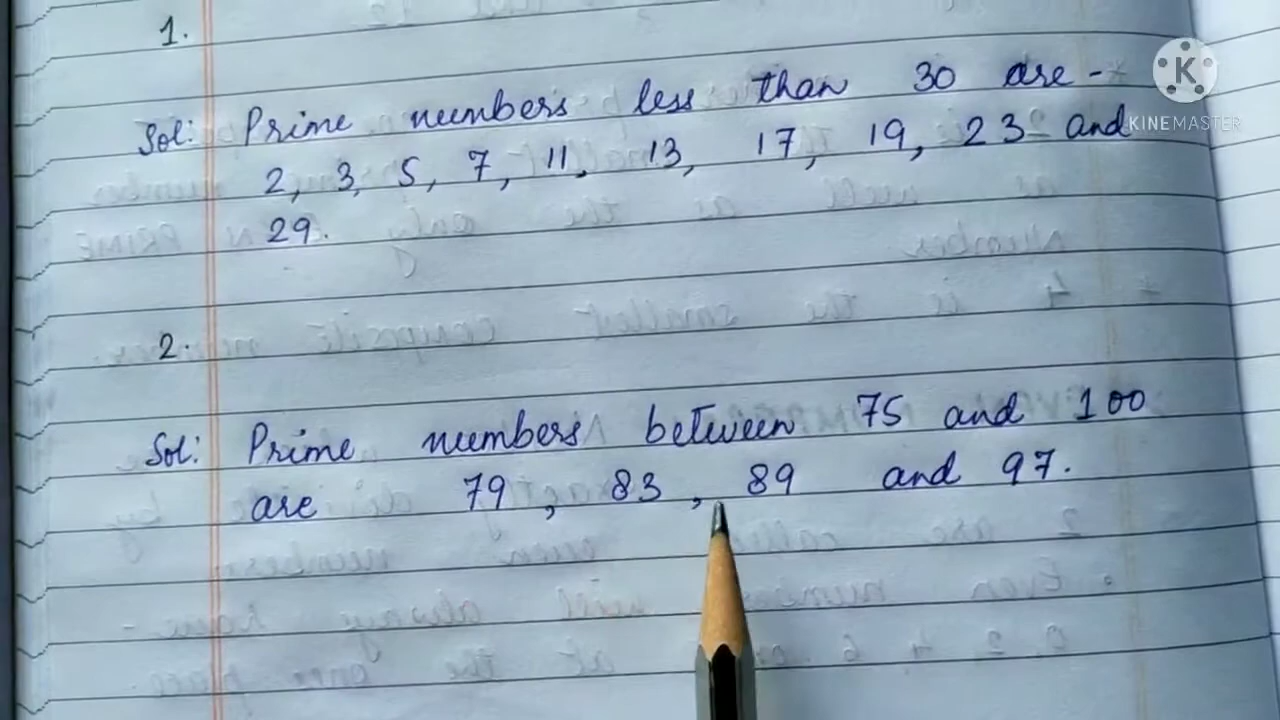 1.
Sol: Prime numbers less than 30 are -
2, 3, 5, 7, 11, 13, 17, 19, 23 and
29.
2.
Sol: Prime numbers between 75 and 100
are 79, 83, 89 and 97.
K
KINEMASTER